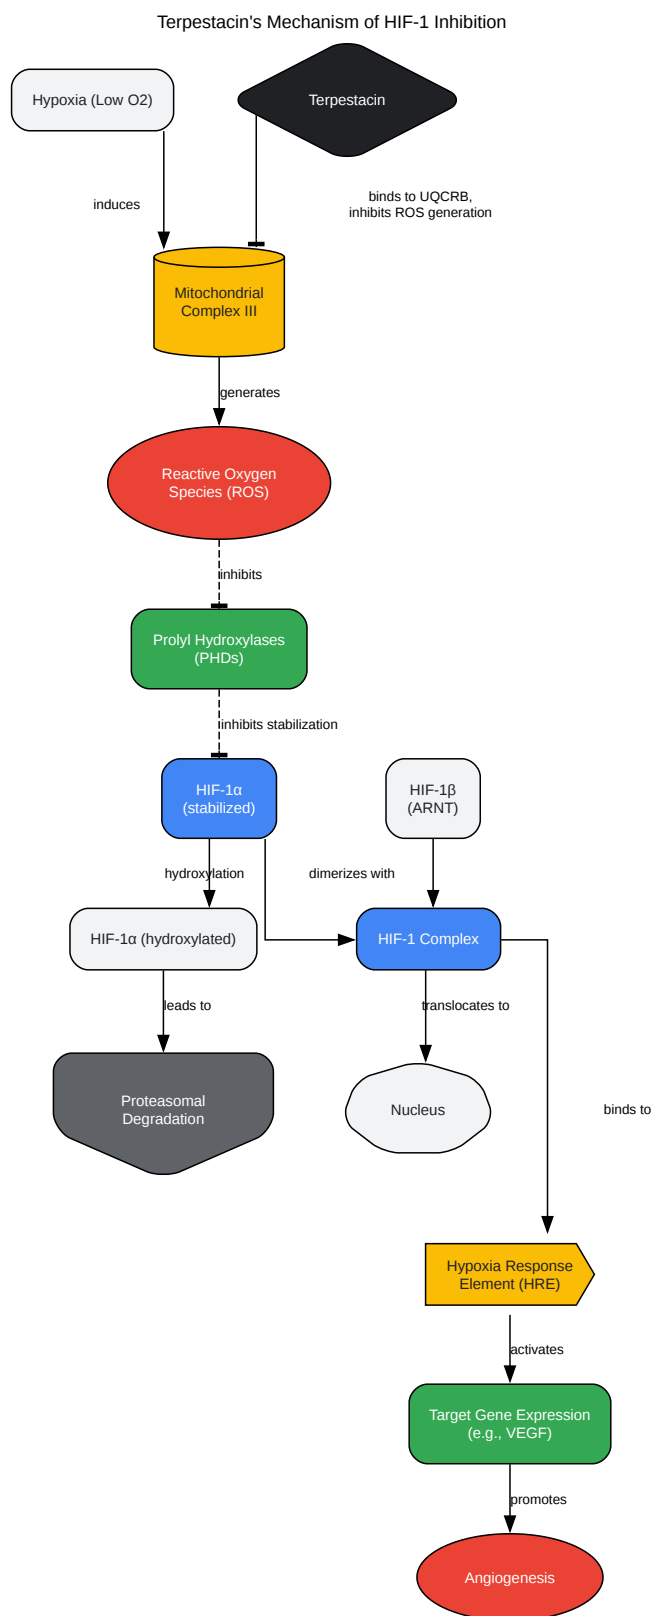 Terpestacin's Mechanism of HIF-1 Inhibition
Hypoxia (Low O2)
Terpestacin
induces
binds to UQCRB,
inhibits ROS generation
Mitochondrial
Complex III
generates
Reactive Oxygen
Species (ROS)
inhibits
Prolyl Hydroxylases
(PHDs)
inhibits stabilization
HIF-1α
(stabilized)
HIF-1β
(ARNT)
hydroxylation
dimerizes with
HIF-1α (hydroxylated)
HIF-1 Complex
leads to
translocates to
Proteasomal
Degradation
Nucleus
binds to
Hypoxia Response
Element (HRE)
activates
Target Gene Expression
(e.g., VEGF)
promotes
Angiogenesis